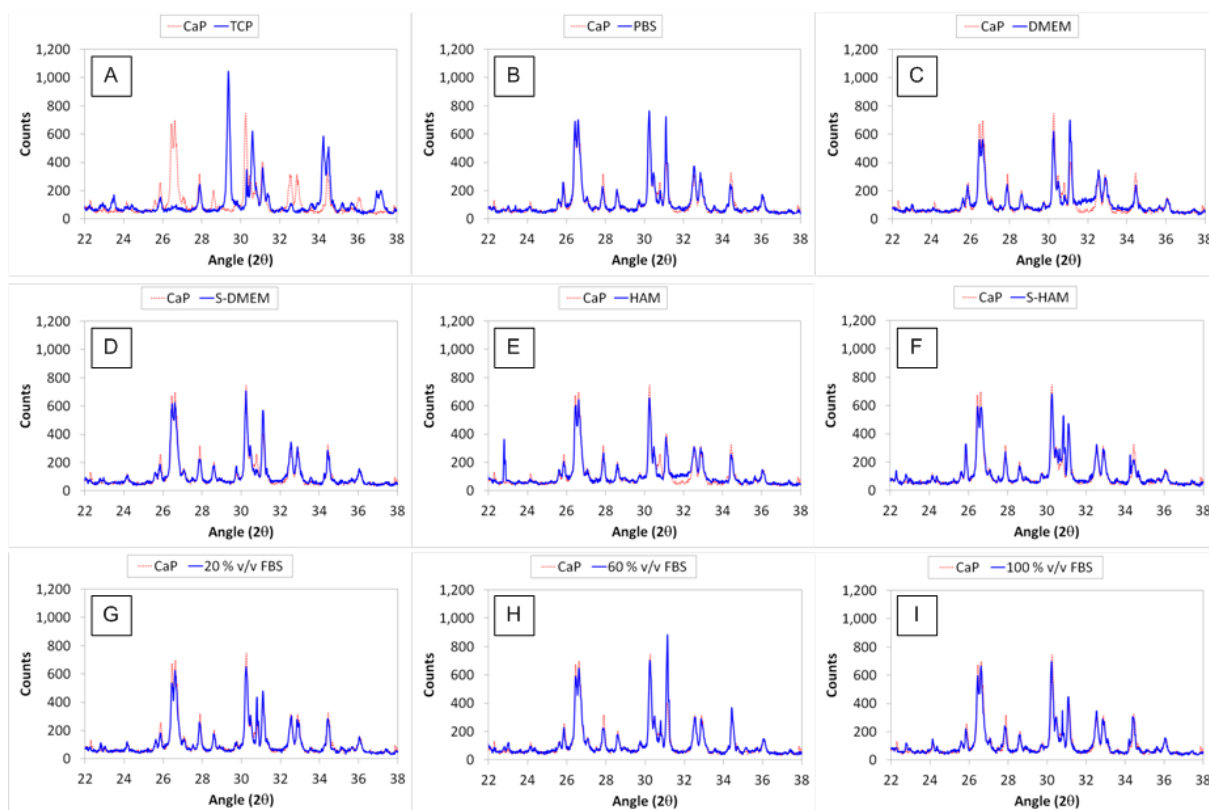 CaP TCP
1,200
A
1,000
800
Counts
600
400
200
0
22 24 26 28 30 32 34 36 38
Angle (2θ)
CaP PBS
1,200
B
1,000
800
Counts
600
400
200
0
22 24 26 28 30 32 34 36 38
Angle (2θ)
CaP DMEM
1,200
C
1,000
800
Counts
600
400
200
0
22 24 26 28 30 32 34 36 38
Angle (2θ)
CaP S-DMEM
1,200
D
1,000
800
Counts
600
400
200
0
22 24 26 28 30 32 34 36 38
Angle (2θ)
CaP HAM
1,200
E
1,000
800
Counts
600
400
200
0
22 24 26 28 30 32 34 36 38
Angle (2θ)
CaP S-HAM
1,200
F
1,000
800
Counts
600
400
200
0
22 24 26 28 30 32 34 36 38
Angle (2θ)
CaP 20 % v/v FBS
1,200
G
1,000
800
Counts
600
400
200
0
22 24 26 28 30 32 34 36 38
Angle (2θ)
CaP 60 % v/v FBS
1,200
H
1,000
800
Counts
600
400
200
0
22 24 26 28 30 32 34 36 38
Angle (2θ)
CaP 100 % v/v FBS
1,200
I
1,000
800
Counts
600
400
200
0
22 24 26 28 30 32 34 36 38
Angle (2θ)